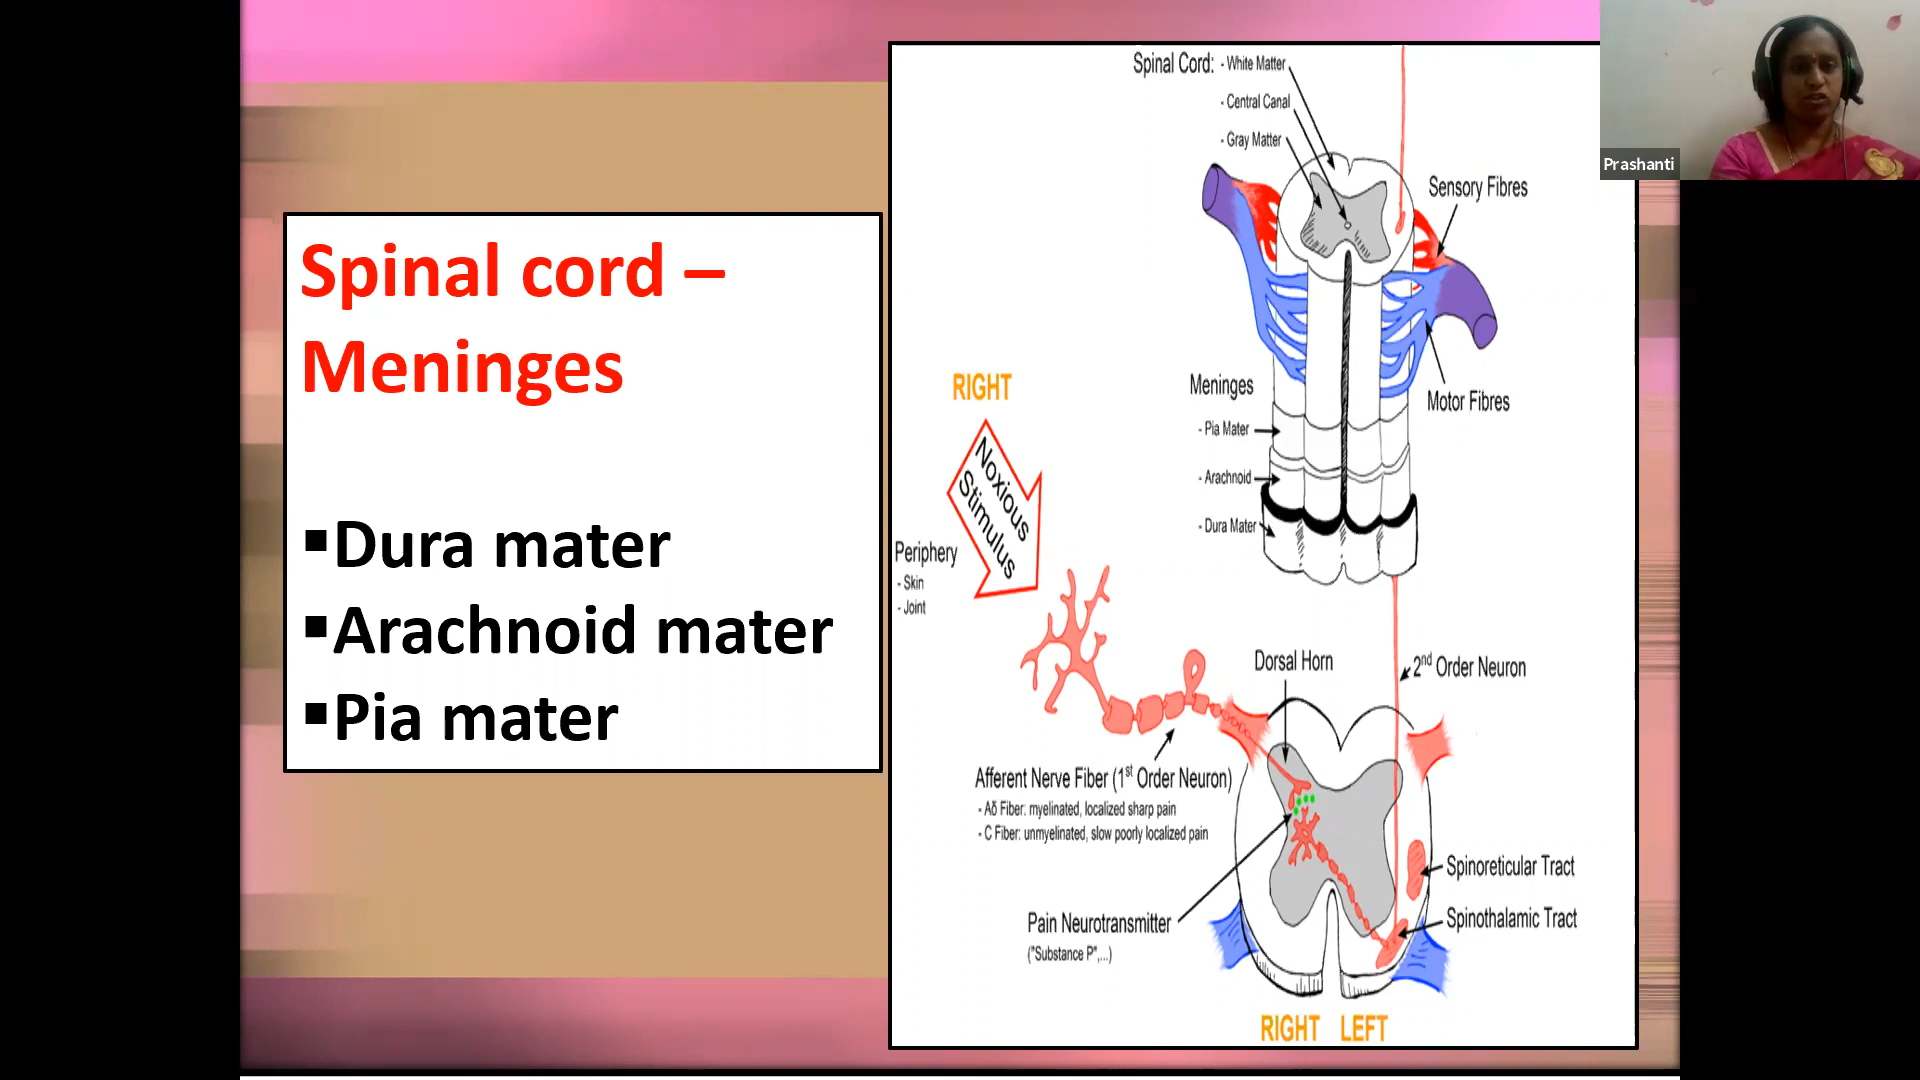 Spinal cord –
Meninges
▪Dura mater
▪Arachnoid mater
▪Pia mater
Spinal Cord: - White Matter
- Central Canal
- Gray Matter
Sensory Fibres
Motor Fibres
Meninges
- Pia Mater
- Arachnoid
- Dura Mater
RIGHT
Noxious
Stimulus
Periphery
- Skin
- Joint
Dorsal Horn
2nd Order Neuron
Afferent Nerve Fiber (1st Order Neuron)
- Aδ Fiber: myelinated, localized sharp pain
- C Fiber: unmyelinated, slow poorly localized pain
Spinoreticular Tract
Spinothalamic Tract
Pain Neurotransmitter
("Substance P",...)
RIGHT LEFT
Prashanti